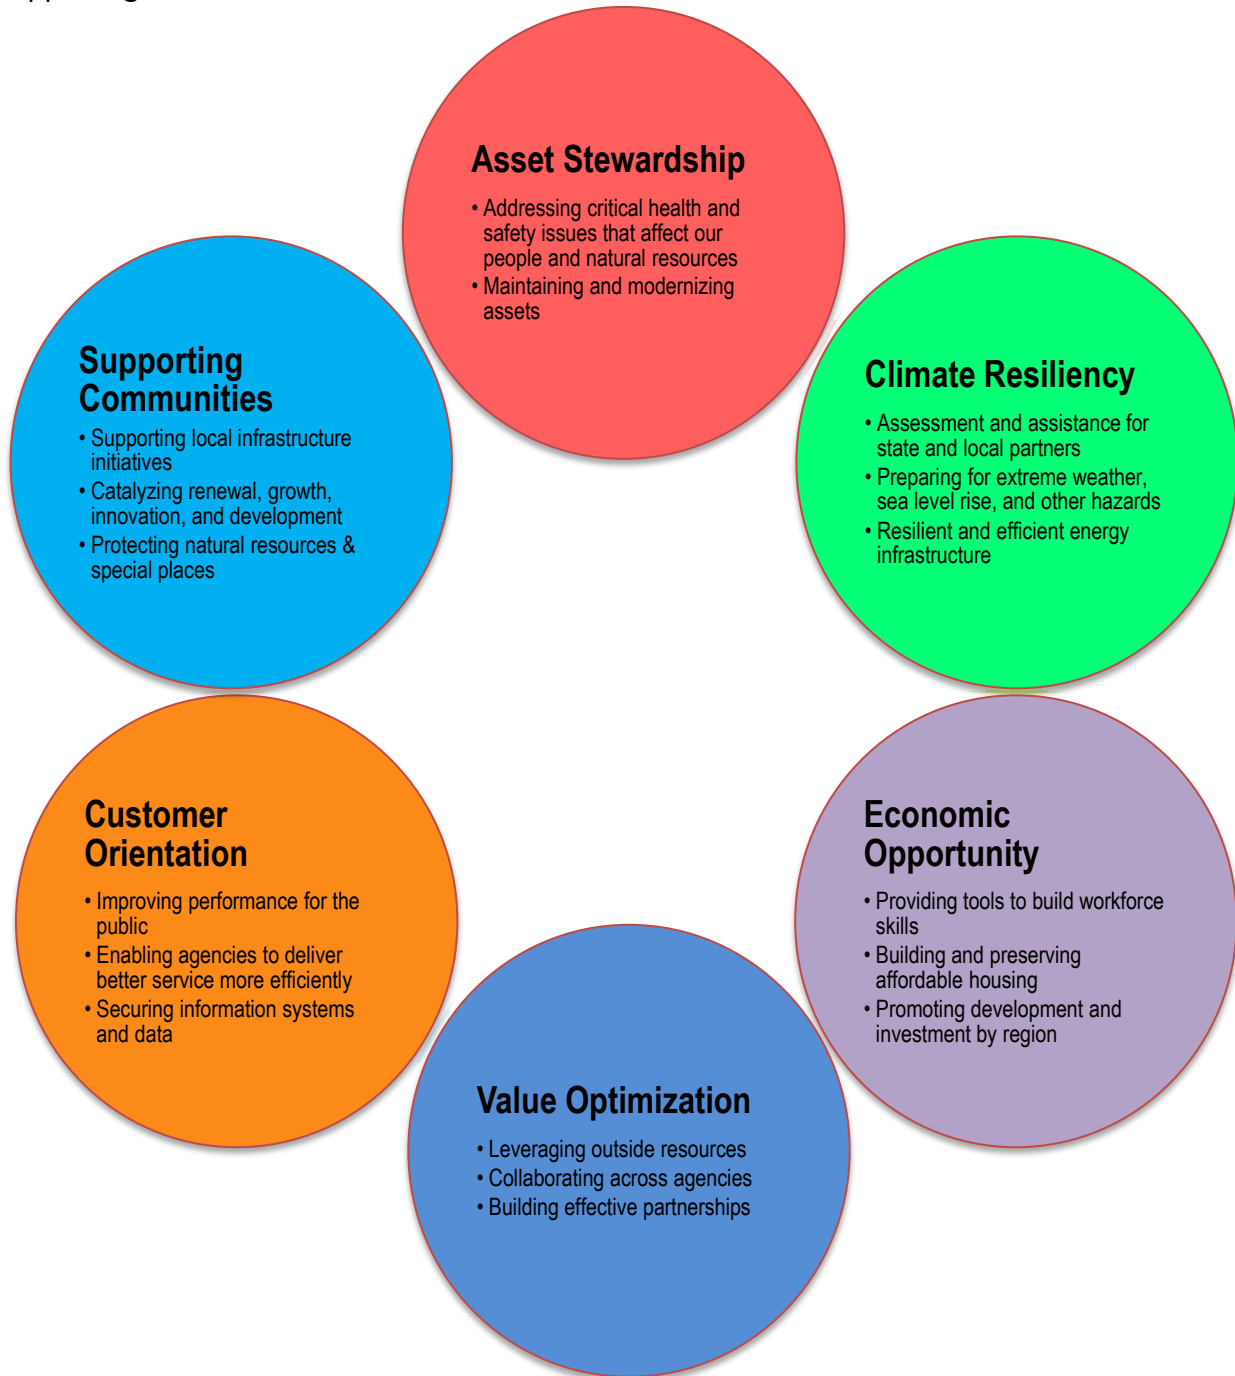 Asset Stewardship
• Addressing critical health and
safety issues that affect our
people and natural resources
• Maintaining and modernizing
assets
Supporting
Communities
• Supporting local infrastructure
initiatives
• Catalyzing renewal, growth,
innovation, and development
• Protecting natural resources &
special places
Climate Resiliency
• Assessment and assistance for
state and local partners
• Preparing for extreme weather,
sea level rise, and other hazards
• Resilient and efficient energy
infrastructure
Customer
Orientation
• Improving performance for the
public
• Enabling agencies to deliver
better service more efficiently
• Securing information systems
and data
Economic
Opportunity
• Providing tools to build workforce
skills
• Building and preserving
affordable housing
• Promoting development and
investment by region
Value Optimization
• Leveraging outside resources
• Collaborating across agencies
• Building effective partnerships